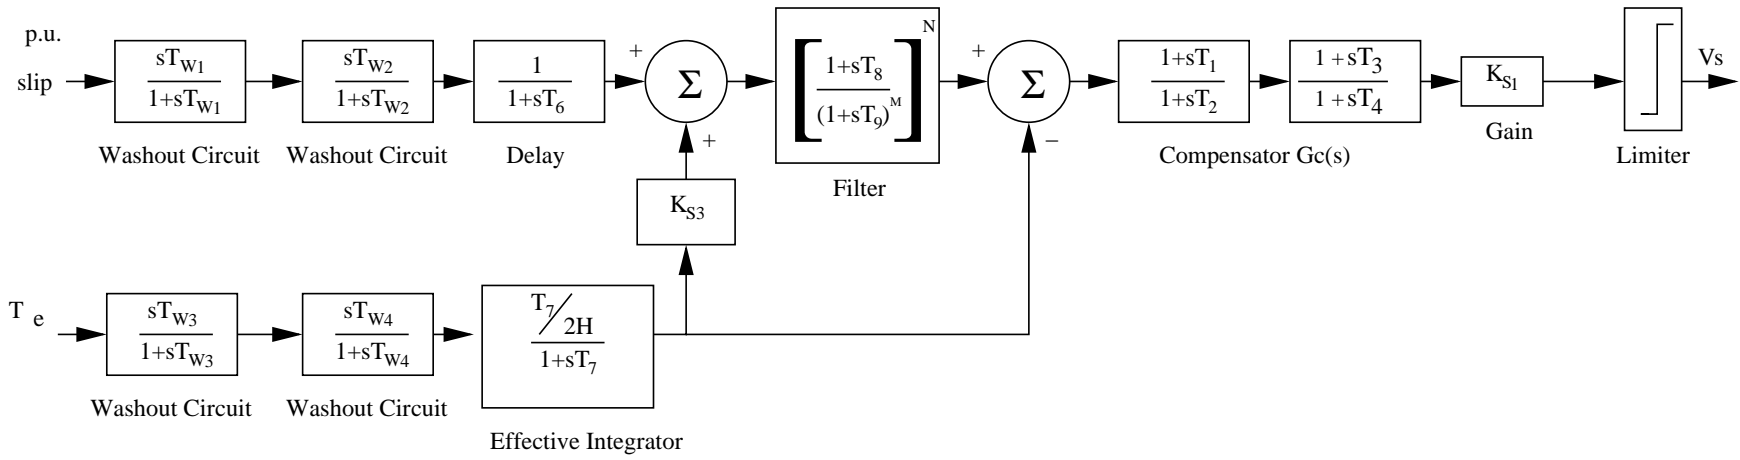 p.u.
slip
sT_W1
1+sT_W1
Washout Circuit
sT_W2
1+sT_W2
Washout Circuit
1
1+sT_6
Delay
+
Σ
+
K_S3
[1+sT_8
(1+sT_9)^M]^N
Filter
+
Σ
−
1+sT_1
1+sT_2
1+sT_3
1+sT_4
Compensator Gc(s)
K_S1
Gain
Limiter
Vs
T_e
sT_W3
1+sT_W3
Washout Circuit
sT_W4
1+sT_W4
Washout Circuit
T_7/2H
1+sT_7
Effective Integrator